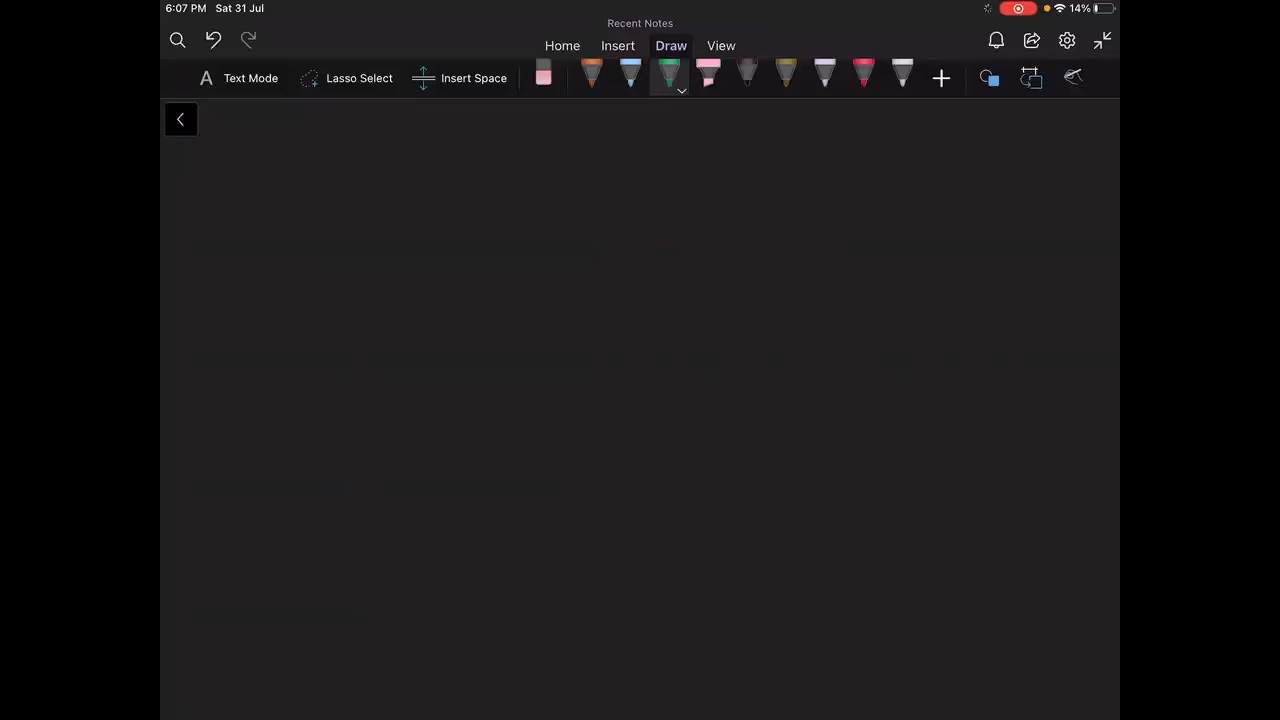 6:07 PM Sat 31 Jul 14%
Recent Notes
Home Insert Draw View
A Text Mode Lasso Select Insert Space